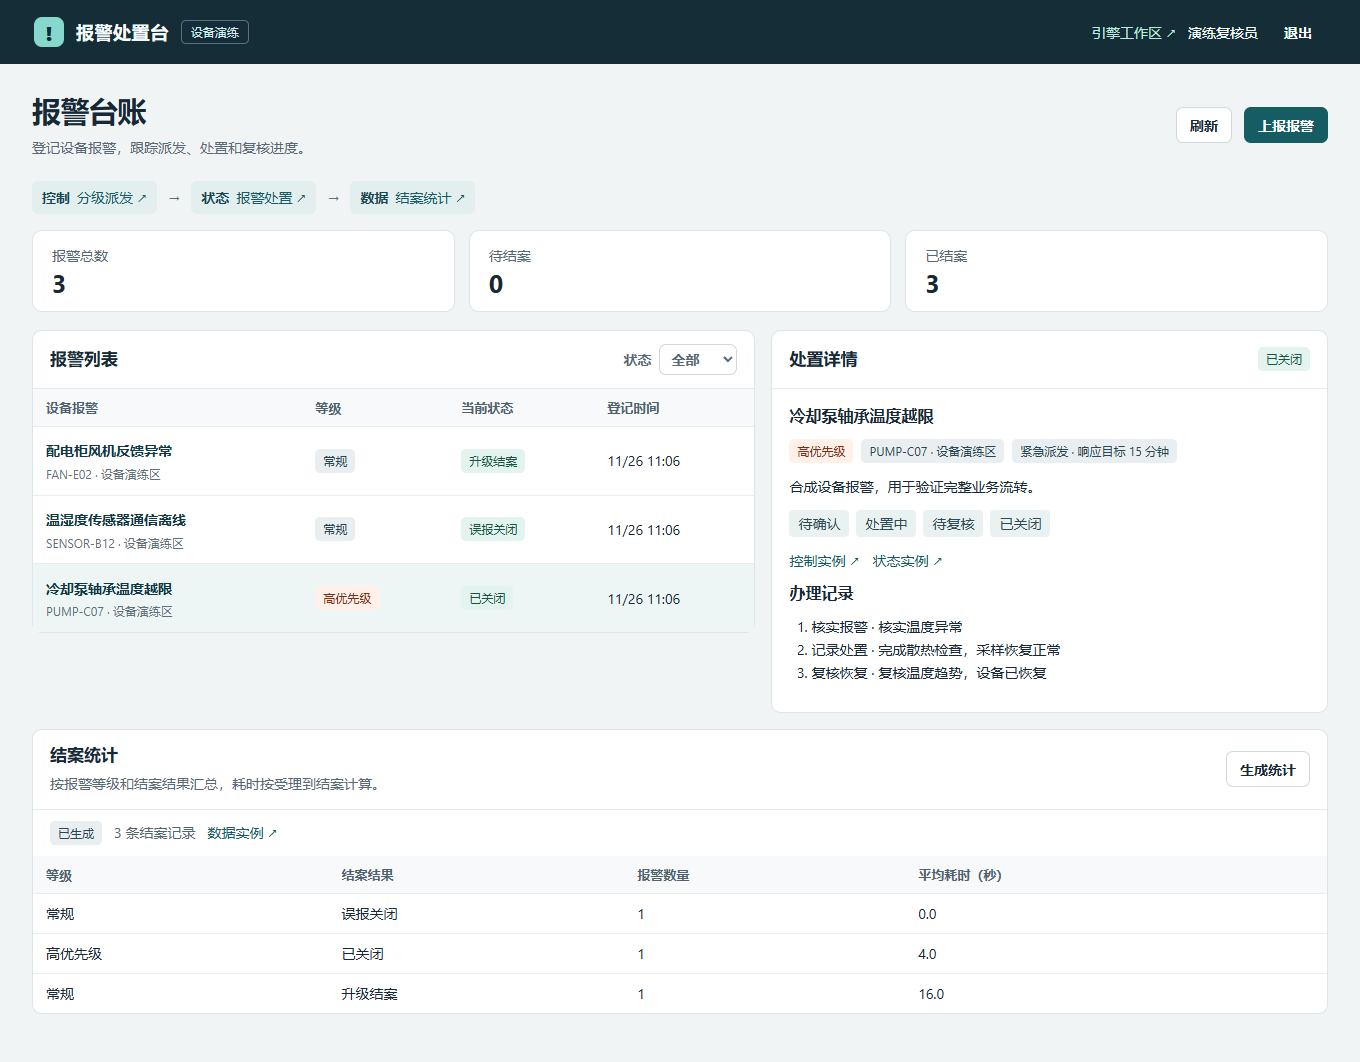 ! 报警处置台 设备演练 引擎工作区 ↗ 演练复核员 退出
报警台账
登记设备报警，跟踪派发、处置和复核进度。
刷新 上报报警
控制 分级派发 ↗ → 状态 报警处置 ↗ → 数据 结案统计 ↗
报警总数 待结案 已结案
3 0 3
报警列表 状态 全部
设备报警 等级 当前状态 登记时间
配电柜风机反馈异常
FAN-E02 · 设备演练区
常规 升级结案 11/26 11:06
温湿度传感器通信离线
SENSOR-B12 · 设备演练区
常规 误报关闭 11/26 11:06
冷却泵轴承温度越限
PUMP-C07 · 设备演练区
高优先级 已关闭 11/26 11:06
处置详情 已关闭
冷却泵轴承温度越限
高优先级 PUMP-C07 · 设备演练区 紧急派发 · 响应目标 15 分钟
合成设备报警，用于验证完整业务流转。
待确认 处置中 待复核 已关闭
控制实例 ↗ 状态实例 ↗
办理记录
1. 核实报警 · 核实温度异常
2. 记录处置 · 完成散热检查，采样恢复正常
3. 复核恢复 · 复核温度趋势，设备已恢复
结案统计
按报警等级和结案结果汇总，耗时按受理到结案计算。
生成统计
已生成 3 条结案记录 数据实例 ↗
等级 结案结果 报警数量 平均耗时（秒）
常规 误报关闭 1 0.0
高优先级 已关闭 1 4.0
常规 升级结案 1 16.0